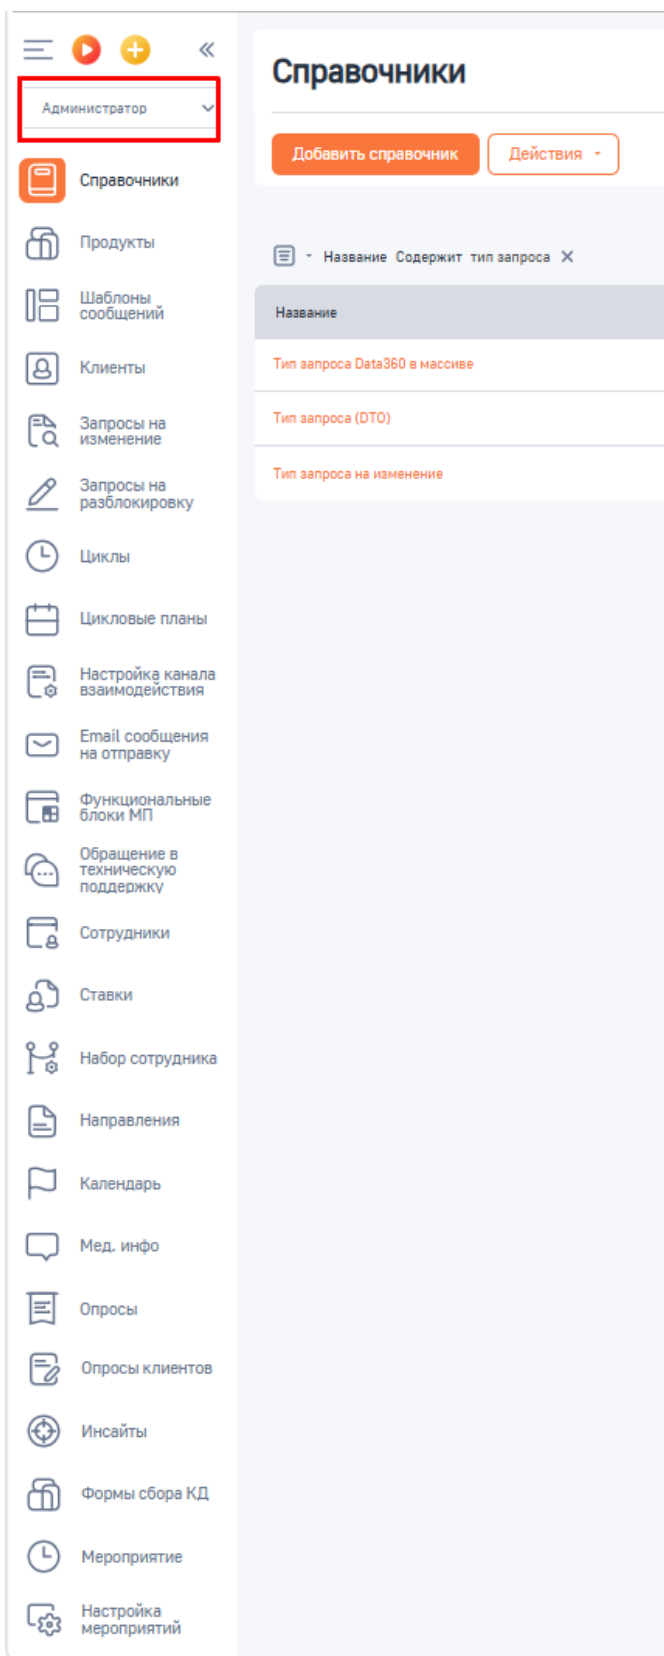 Администратор
Справочники
Продукты
Шаблоны
сообщений
Клиенты
Запросы на
изменение
Запросы на
разблокировку
Циклы
Цикловые планы
Настройка канала
взаимодействия
Email сообщения
на отправку
Функциональные
блоки МП
Обращение в
техническую
поддержку
Сотрудники
Ставки
Набор сотрудника
Направления
Календарь
Мед. инфо
Опросы
Опросы клиентов
Инсайты
Формы сбора КД
Мероприятие
Настройка
мероприятий
Справочники
Добавить справочник Действия
Название Содержит тип запроса
Название
Тип запроса Data360 в массиве
Тип запроса (DTO)
Тип запроса на изменение